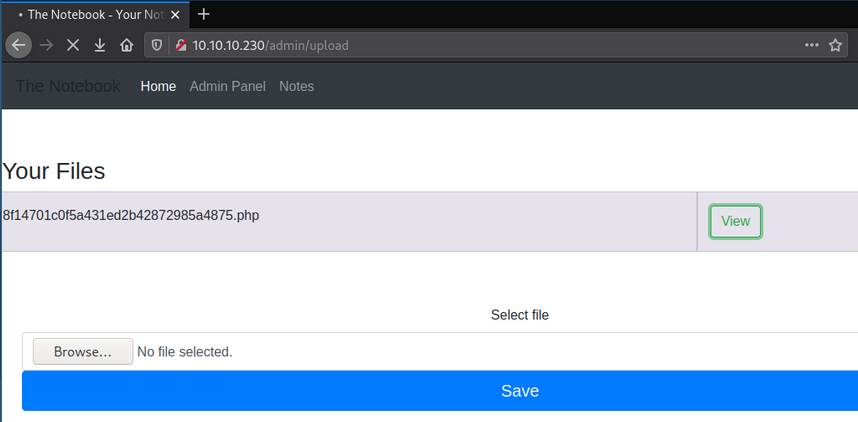 • The Notebook - Your Not
10.10.10.230/admin/upload
The Notebook Home Admin Panel Notes
Your Files
8f14701c0f5a431ed2b42872985a4875.php View
Select file
Browse... No file selected.
Save